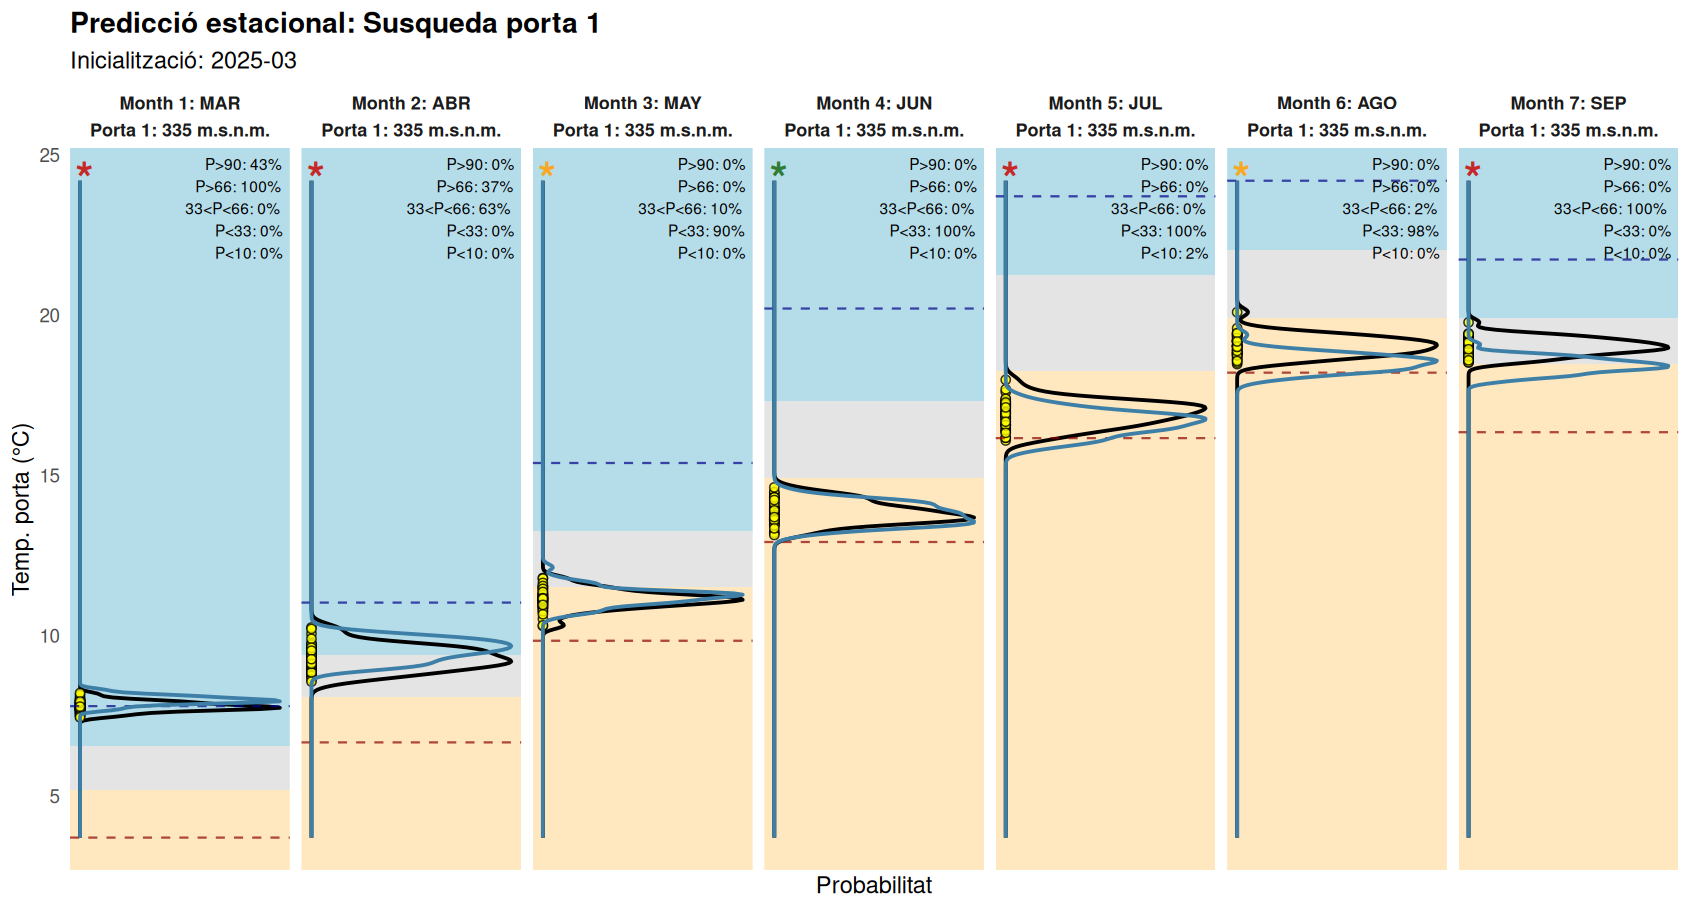 Predicció estacional: Susqueda porta 1
Inicialització: 2025-03
Month 1: MAR
Porta 1: 335 m.s.n.m.
Month 2: ABR
Porta 1: 335 m.s.n.m.
Month 3: MAY
Porta 1: 335 m.s.n.m.
Month 4: JUN
Porta 1: 335 m.s.n.m.
Month 5: JUL
Porta 1: 335 m.s.n.m.
Month 6: AGO
Porta 1: 335 m.s.n.m.
Month 7: SEP
Porta 1: 335 m.s.n.m.
Temp. porta (°C)
25
20
15
10
5
*
P>90: 43%
P>66: 100%
33<P<66: 0%
P<33: 0%
P<10: 0%
*
P>90: 0%
P>66: 37%
33<P<66: 63%
P<33: 0%
P<10: 0%
*
P>90: 0%
P>66: 0%
33<P<66: 10%
P<33: 90%
P<10: 0%
*
P>90: 0%
P>66: 0%
33<P<66: 0%
P<33: 100%
P<10: 0%
*
P>90: 0%
P>66: 0%
33<P<66: 0%
P<33: 100%
P<10: 2%
*
P>90: 0%
P>66: 0%
33<P<66: 2%
P<33: 98%
P<10: 0%
*
P>90: 0%
P>66: 0%
33<P<66: 100%
P<33: 0%
P<10: 0%
Probabilitat